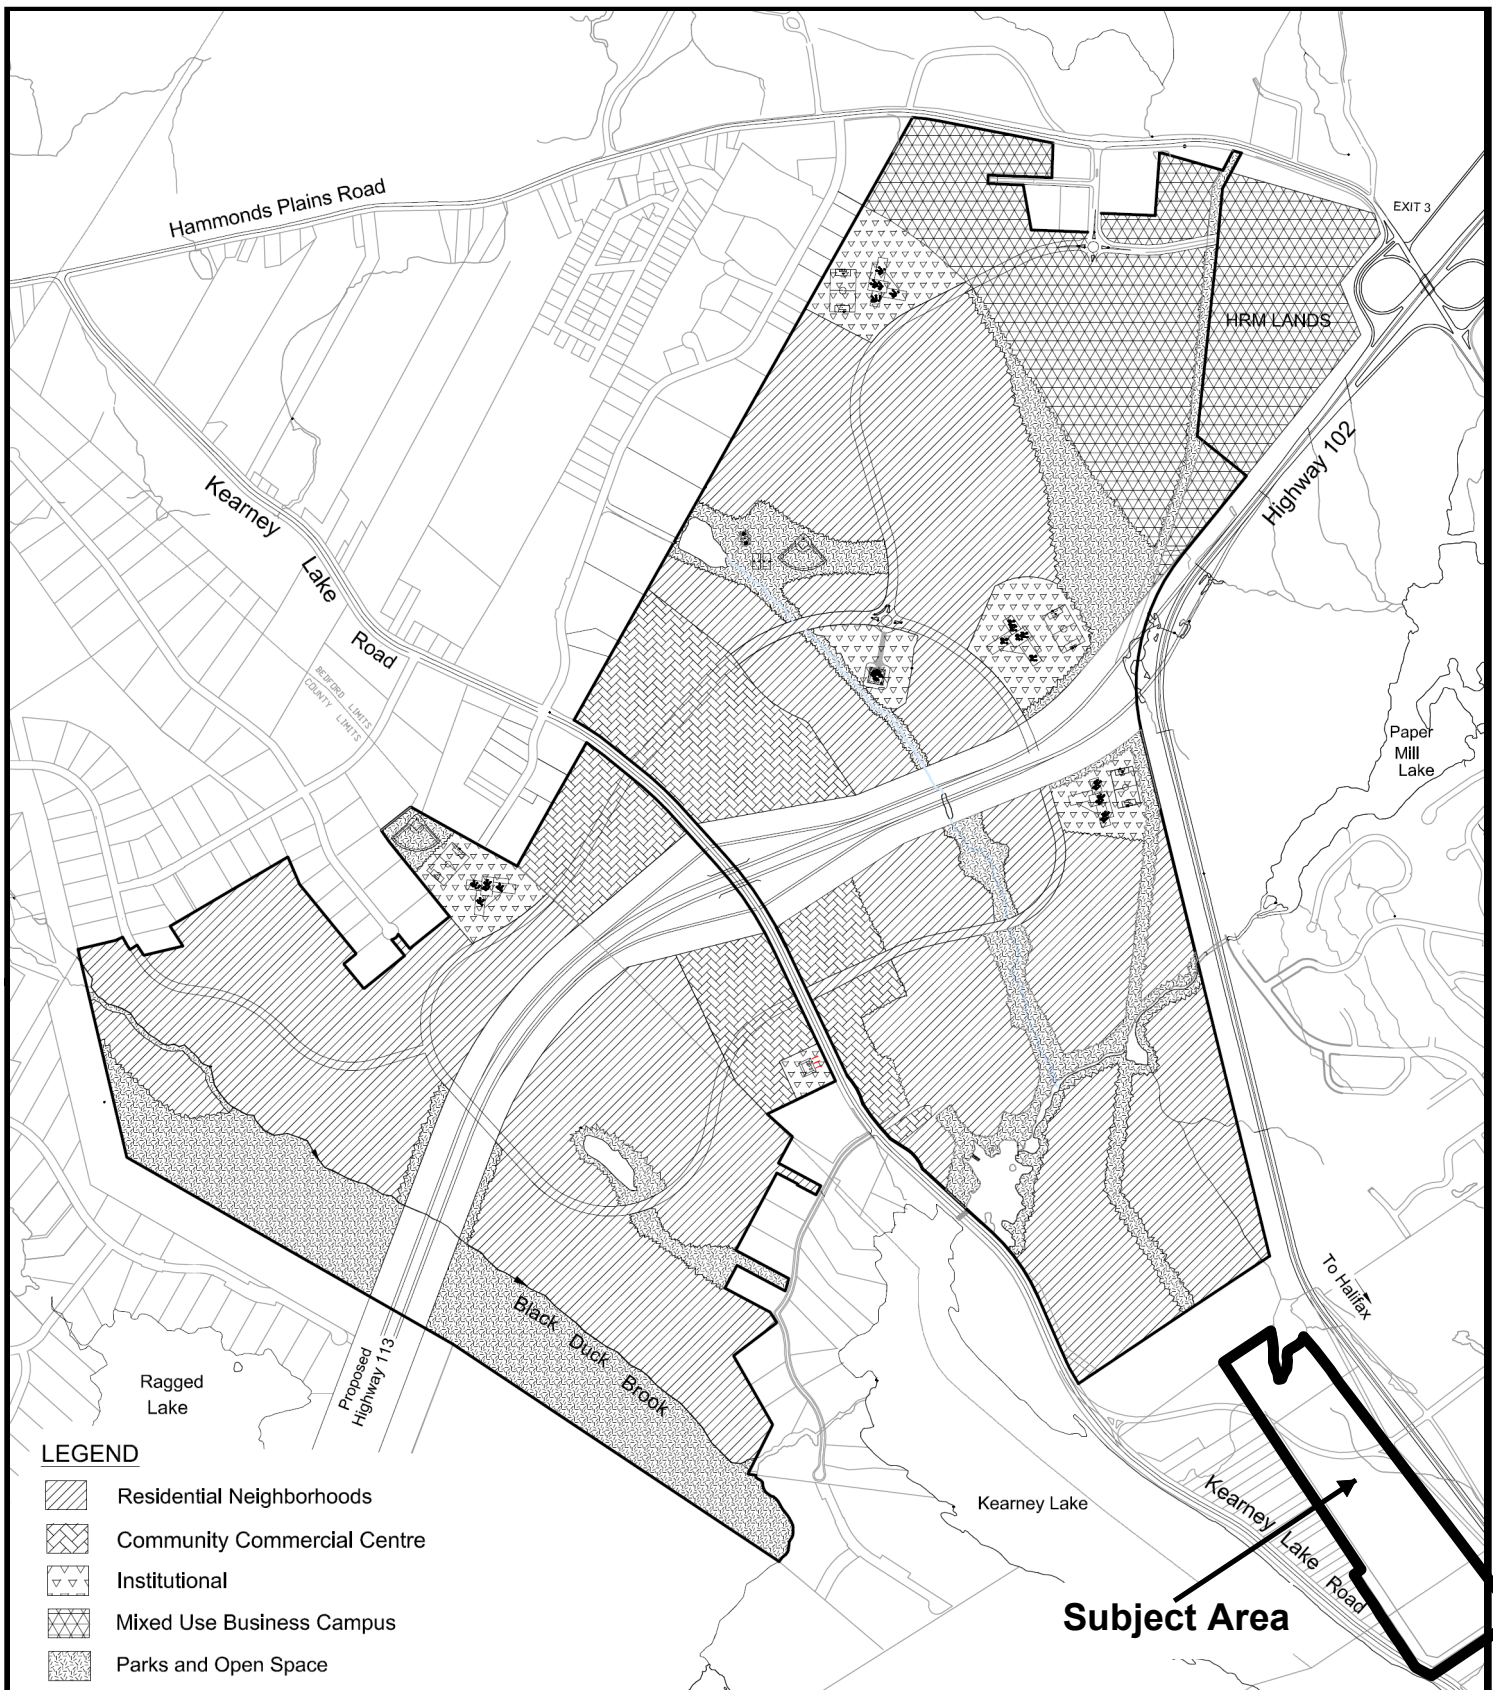 Hammonds Plains Road
EXIT 3
HRM LANDS
Highway 102
Kearney
Lake
Road
BEDFORD LIMITS
COUNTY LIMITS
Paper
Mill
Lake
To Halifax
Black Duck Brook
Proposed
Highway 113
Ragged
Lake
Kearney Lake
Kearney Lake Road
Subject Area
LEGEND
Residential Neighborhoods
Community Commercial Centre
Institutional
Mixed Use Business Campus
Parks and Open Space